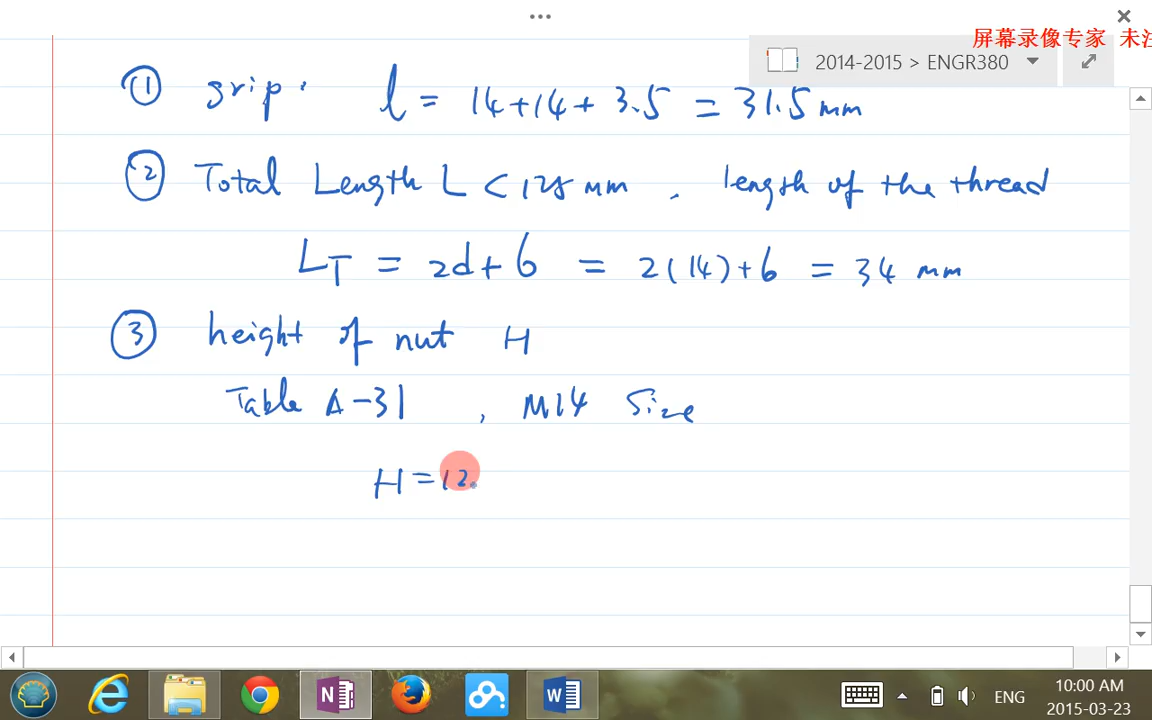 屏幕录像专家 未
2014-2015 > ENGR380
① grip. l = 14+14+ 3.5 = 31.5 mm
② Total Length L < 125 mm , length of the thread
LT = 2d+6 = 2(14)+6 = 34 mm
③ height of nut H
Table A-31 , M14 Size
H = 12.
ENG
10:00 AM
2015-03-23